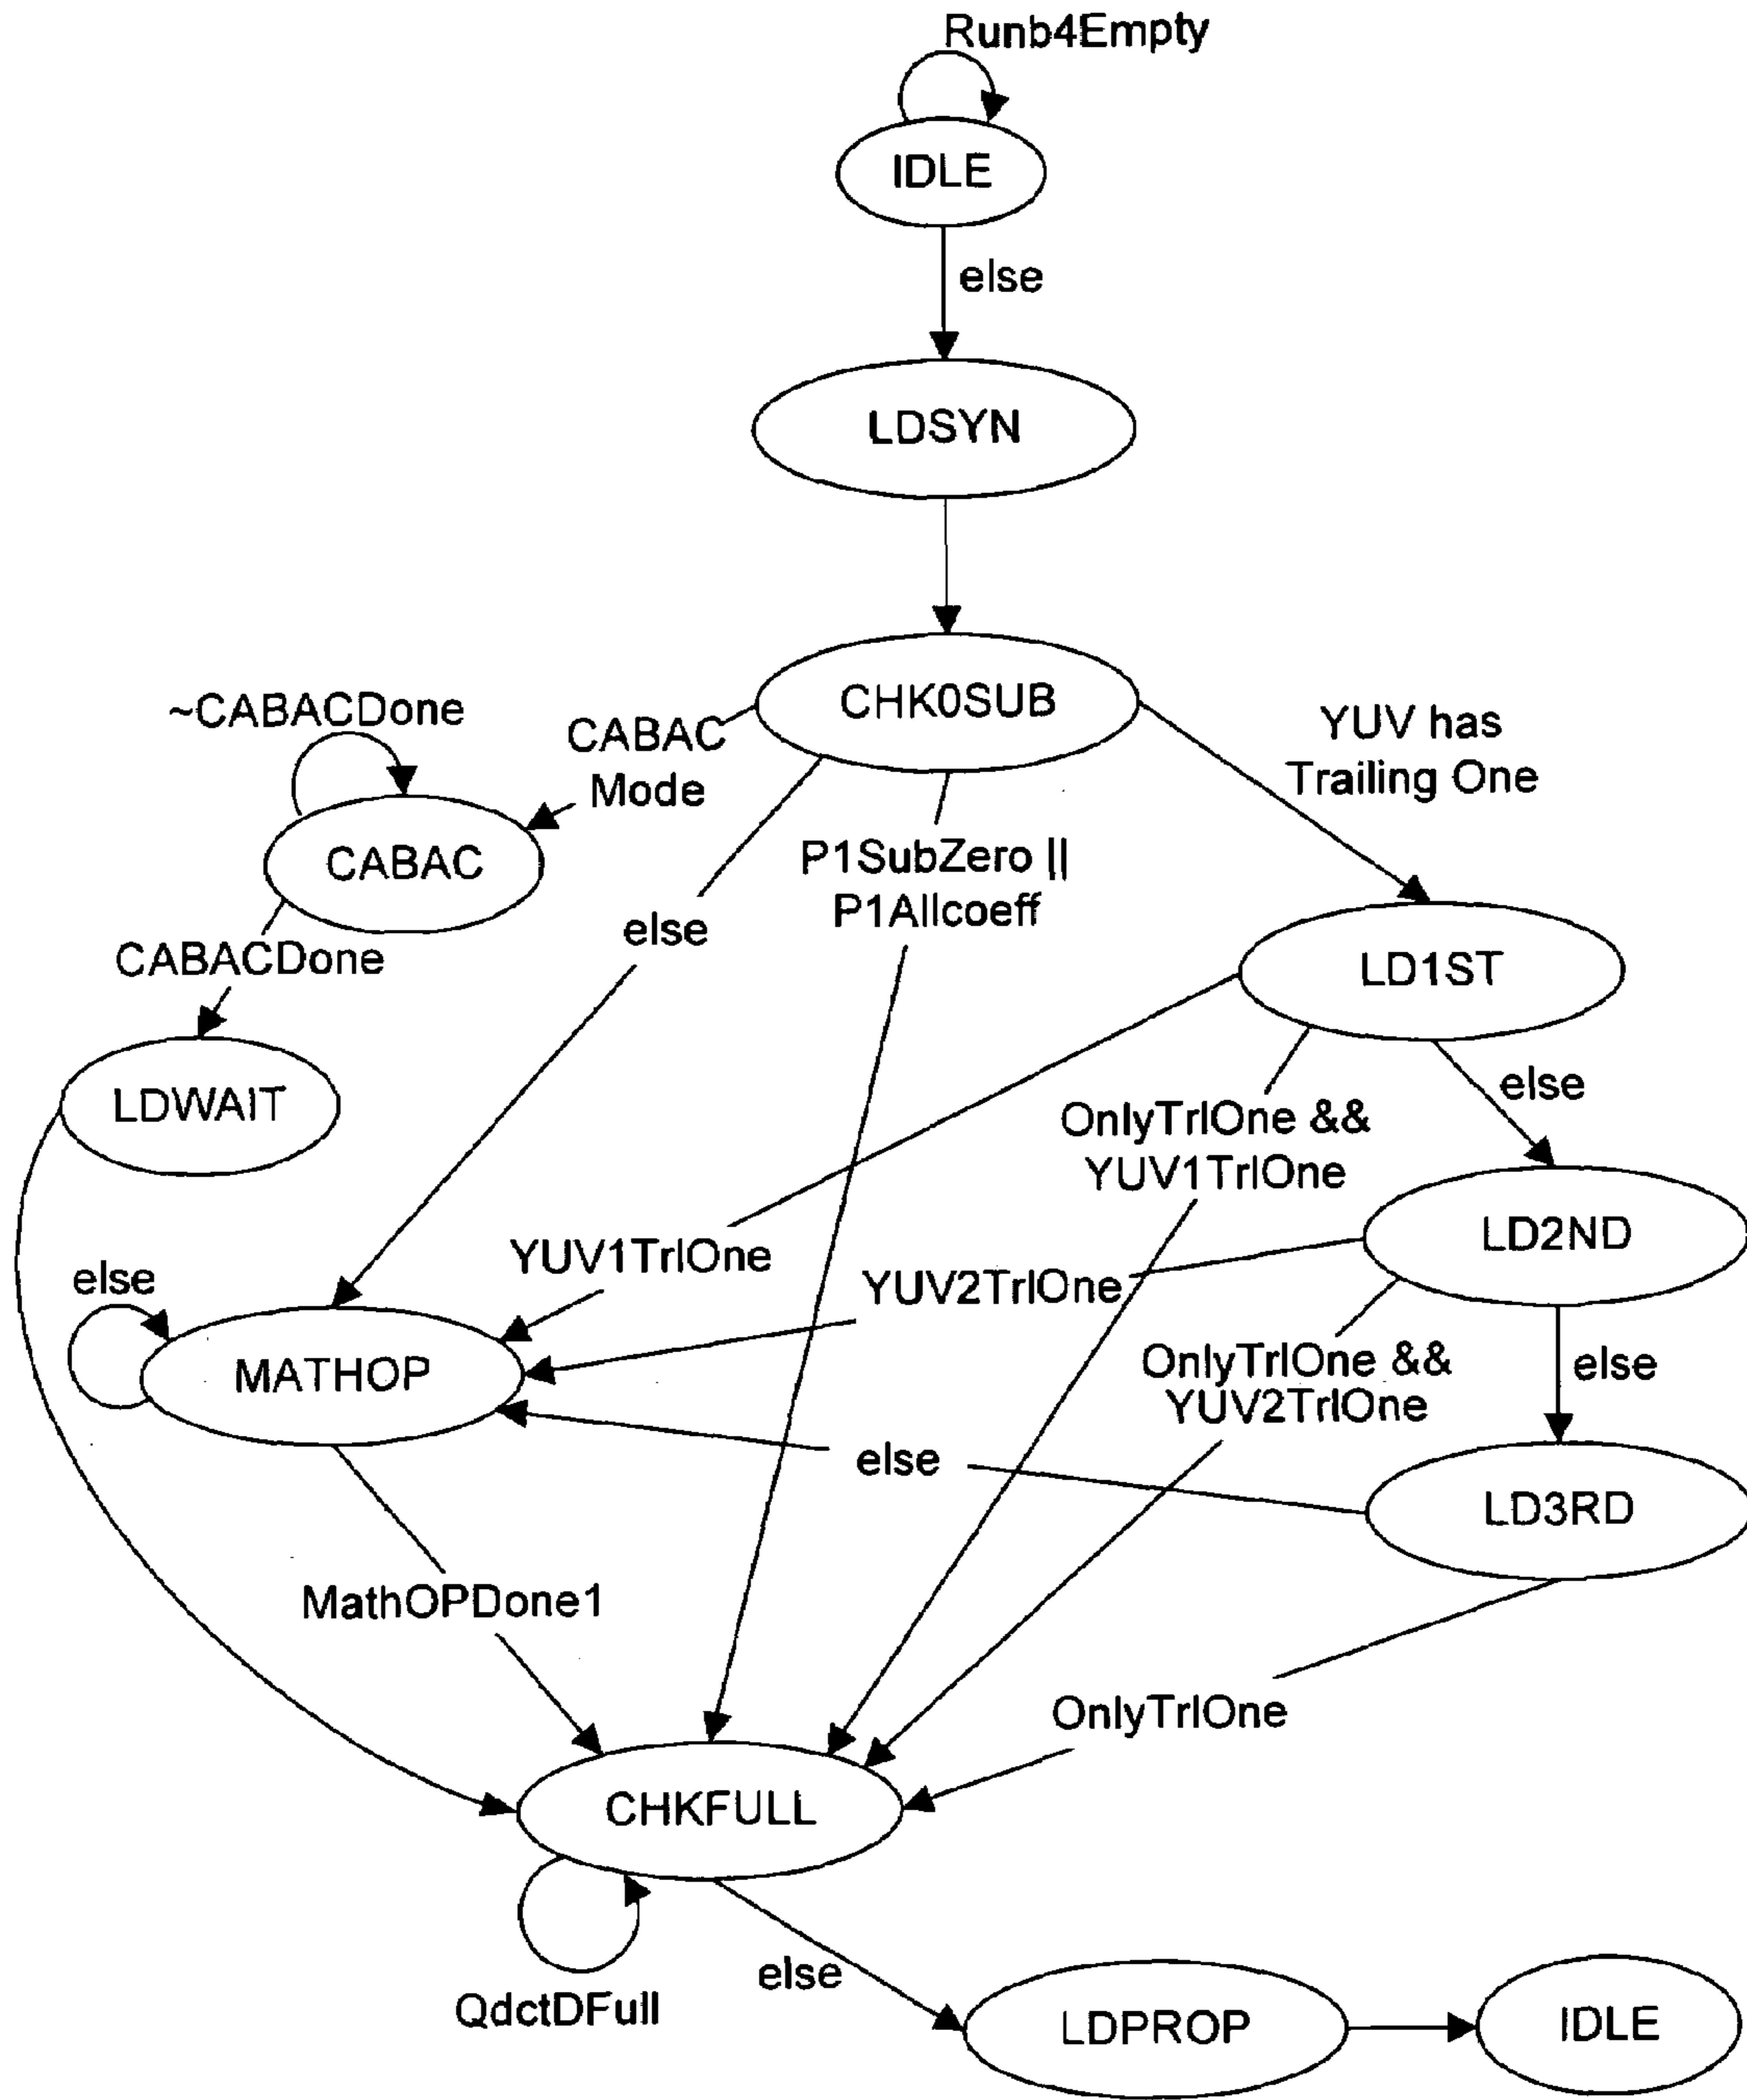 Runb4Empty
IDLE
else
LDSYN
CHK0SUB
~CABACDone
CABAC
Mode
YUV has
Trailing One
CABAC
P1SubZero ||
P1Allcoeff
else
CABACDone
LD1ST
LDWAIT
else
OnlyTrlOne &&
YUV1TrlOne
LD2ND
YUV1TrlOne
else
YUV2TrlOne
MATHOP
OnlyTrlOne &&
YUV2TrlOne
else
else
LD3RD
MathOPDone1
OnlyTrlOne
CHKFULL
QdctDFull
else
LDPROP
IDLE